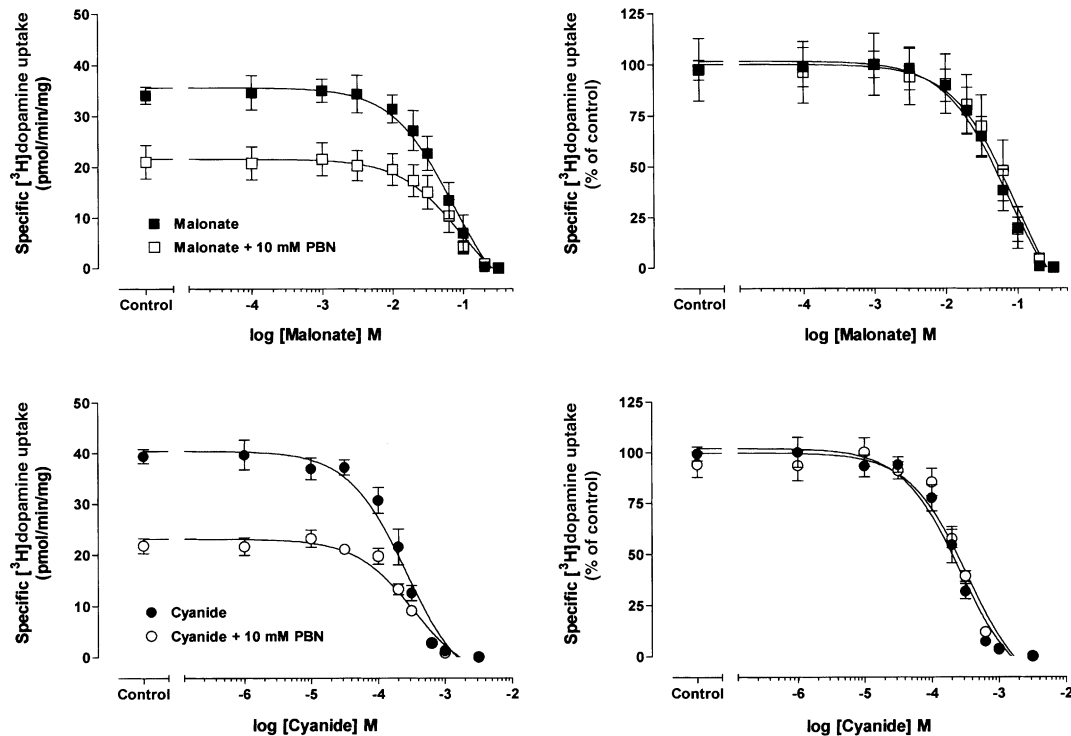 Specific [³H]dopamine uptake
(pmol/min/mg)
50
40
30
20
10
0
Malonate
Malonate + 10 mM PBN
Control
-4
-3
-2
-1
log [Malonate] M
Specific [³H]dopamine uptake
(% of control)
125
100
75
50
25
0
Control
-4
-3
-2
-1
log [Malonate] M
Specific [³H]dopamine uptake
(pmol/min/mg)
50
40
30
20
10
0
Cyanide
Cyanide + 10 mM PBN
Control
-6
-5
-4
-3
-2
log [Cyanide] M
Specific [³H]dopamine uptake
(% of control)
125
100
75
50
25
0
Control
-6
-5
-4
-3
-2
log [Cyanide] M